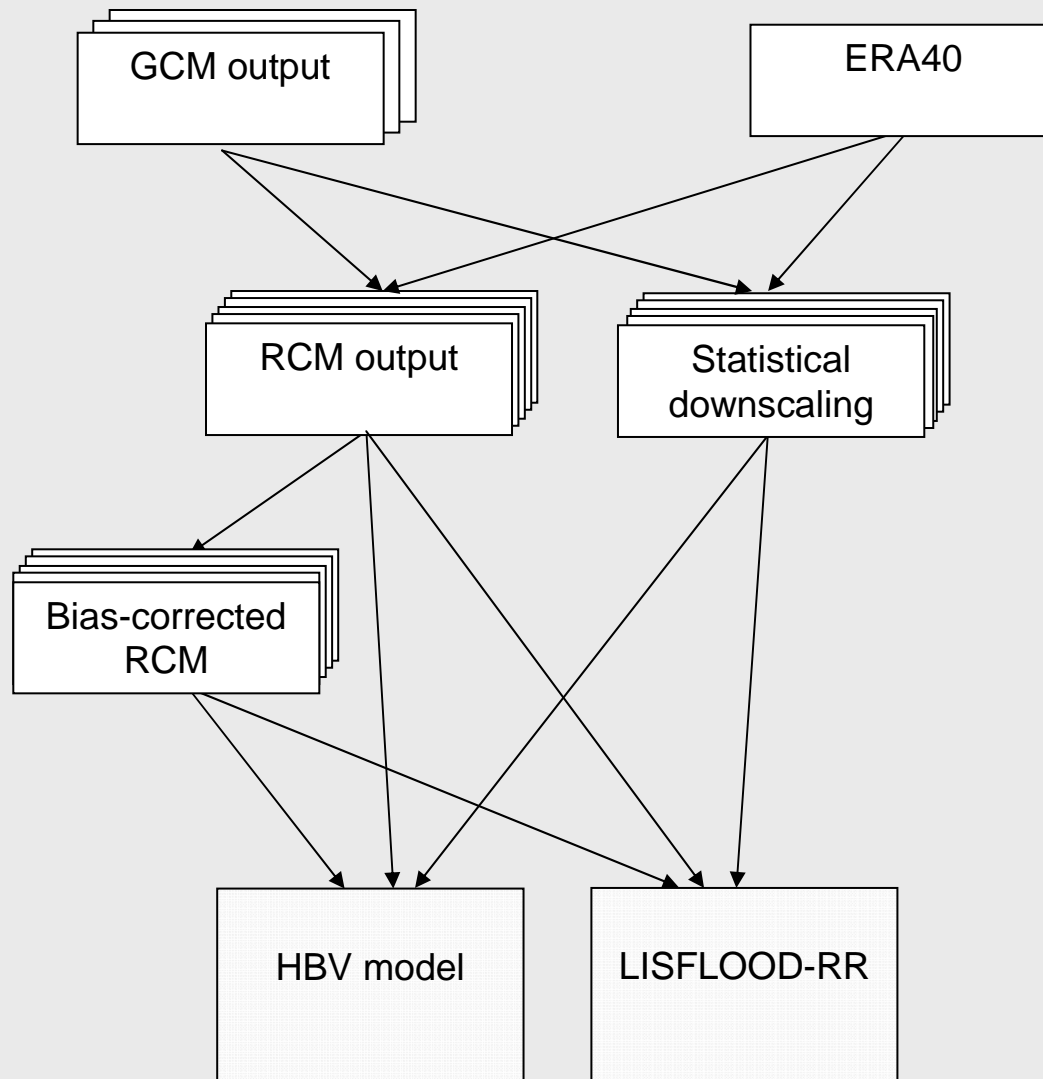 GCM output
ERA40
RCM output
Statistical
downscaling
Bias-corrected
RCM
HBV model
LISFLOOD-RR